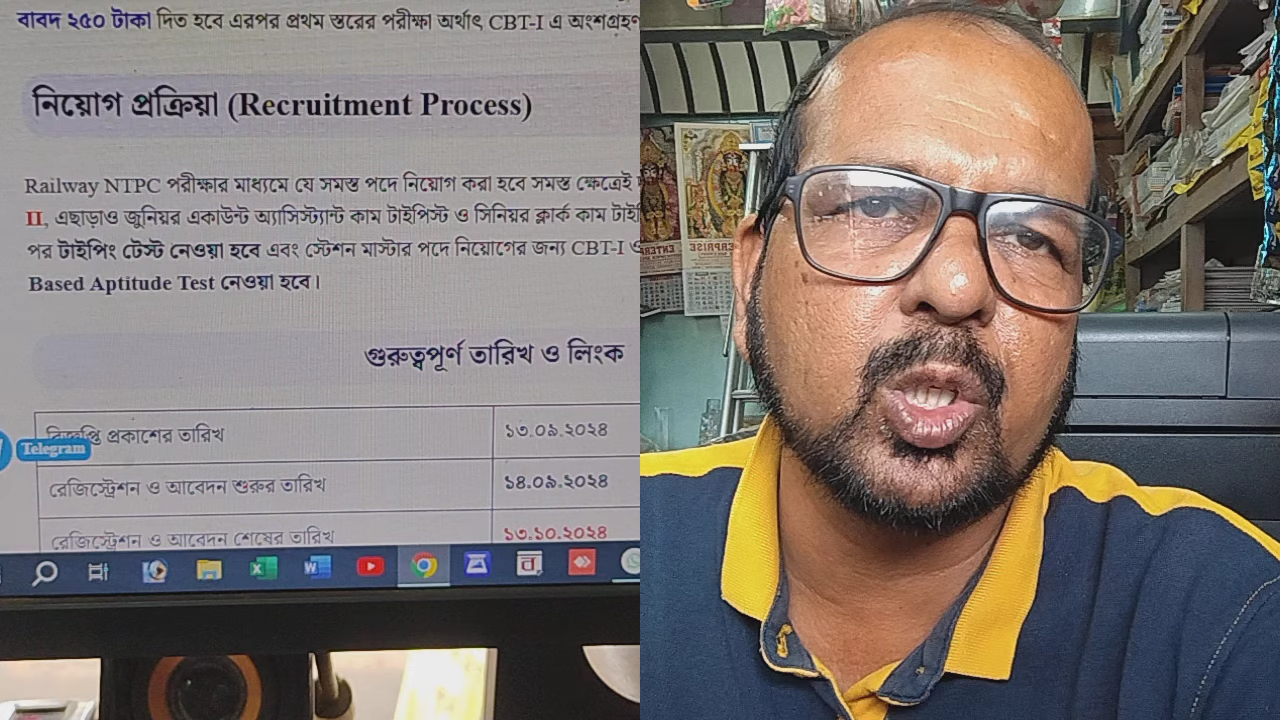 বাবদ ২৫০ টাকা দিত হবে এরপর প্রথম স্তরের পরীক্ষা অর্থাৎ CBT-I এ অংশগ্রহণ
নিয়োগ প্রক্রিয়া (Recruitment Process)
Railway NTPC পরীক্ষার মাধ্যমে যে সমস্ত পদে নিয়োগ করা হবে সমস্ত ক্ষেত্রেই
II, এছাড়াও জুনিয়র একাউন্ট অ্যাসিস্ট্যান্ট কাম টাইপিস্ট ও সিনিয়র ক্লার্ক কাম টাই
পর টাইপিং টেস্ট নেওয়া হবে এবং স্টেশন মাস্টার পদে নিয়োগের জন্য CBT-I ও
Based Aptitude Test নেওয়া হবে।
গুরুত্বপূর্ণ তারিখ ও লিংক
প্রকাশের তারিখ ১৩.০৯.২০২৪
Telegram
রেজিস্ট্রেশন ও আবেদন শুরুর তারিখ ১৪.০৯.২০২৪
রেজিস্ট্রেশন ও আবেদন শেষের তারিখ ১৩.১০.২০২৪